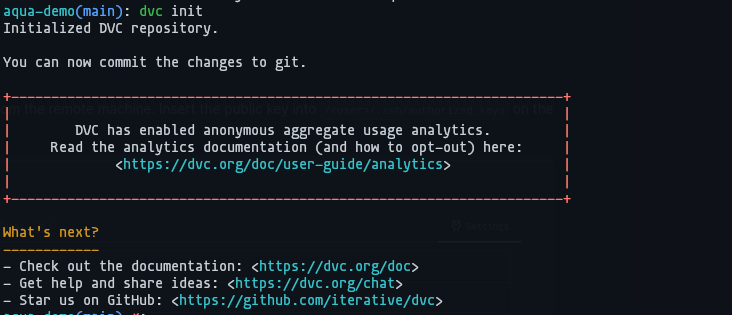 aqua-demo(main): dvc init
Initialized DVC repository.
You can now commit the changes to git.
+---------------------------------------------------------------------+
| |
| DVC has enabled anonymous aggregate usage analytics. |
| Read the analytics documentation (and how to opt-out) here: |
| <https://dvc.org/doc/user-guide/analytics> |
| |
+---------------------------------------------------------------------+
What's next?
------------
- Check out the documentation: <https://dvc.org/doc>
- Get help and share ideas: <https://dvc.org/chat>
- Star us on GitHub: <https://github.com/iterative/dvc>
aqua-demo(main)